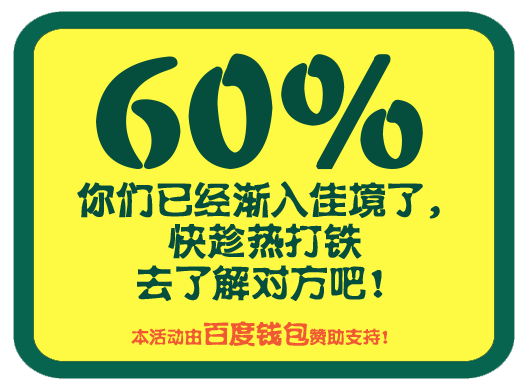 60%
你们已经渐入佳境了，
快趁热打铁
去了解对方吧！
本活动由百度钱包赞助支持！